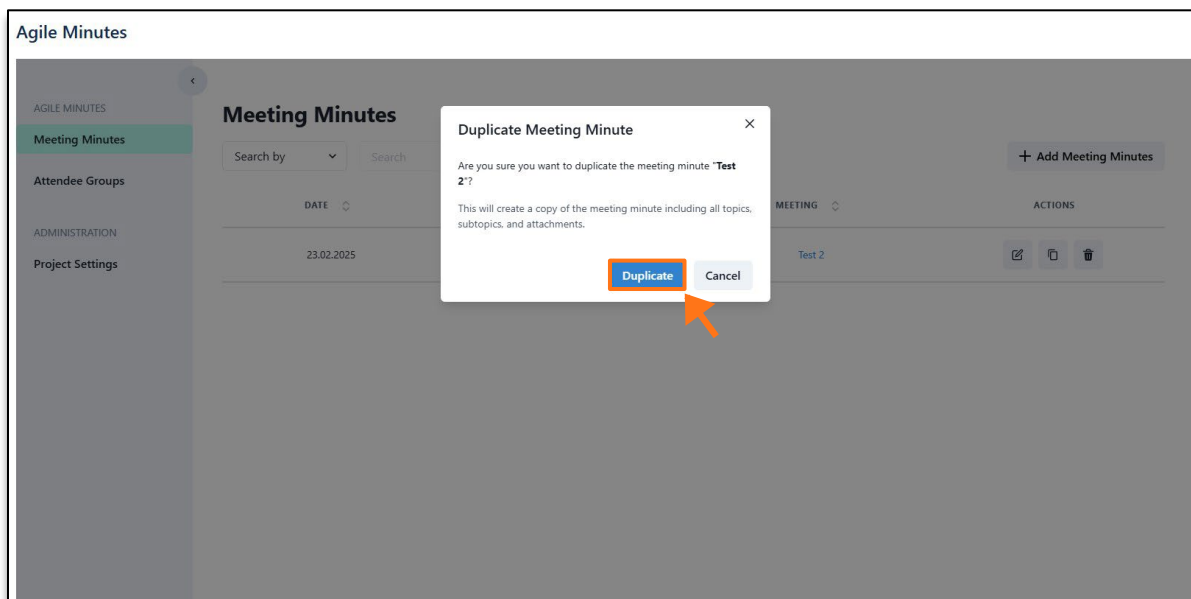 Agile Minutes
AGILE MINUTES
Meeting Minutes
Attendee Groups
ADMINISTRATION
Project Settings
Meeting Minutes
Search by
Search
+ Add Meeting Minutes
DATE
MEETING
ACTIONS
23.02.2025
Test 2
Duplicate Meeting Minute
Are you sure you want to duplicate the meeting minute "Test
2"?
This will create a copy of the meeting minute including all topics,
subtopics, and attachments.
Duplicate
Cancel